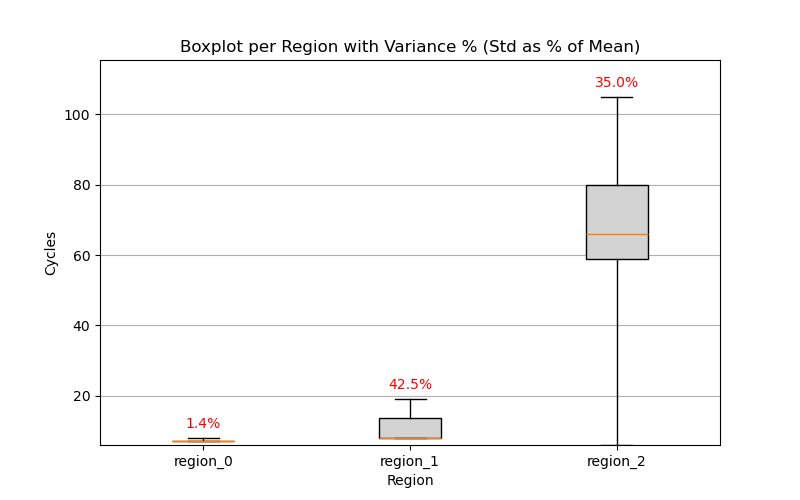 Boxplot per Region with Variance % (Std as % of Mean)
35.0%
100
80
60
Cycles
40
42.5%
20
1.4%
region_0
region_1
region_2
Region